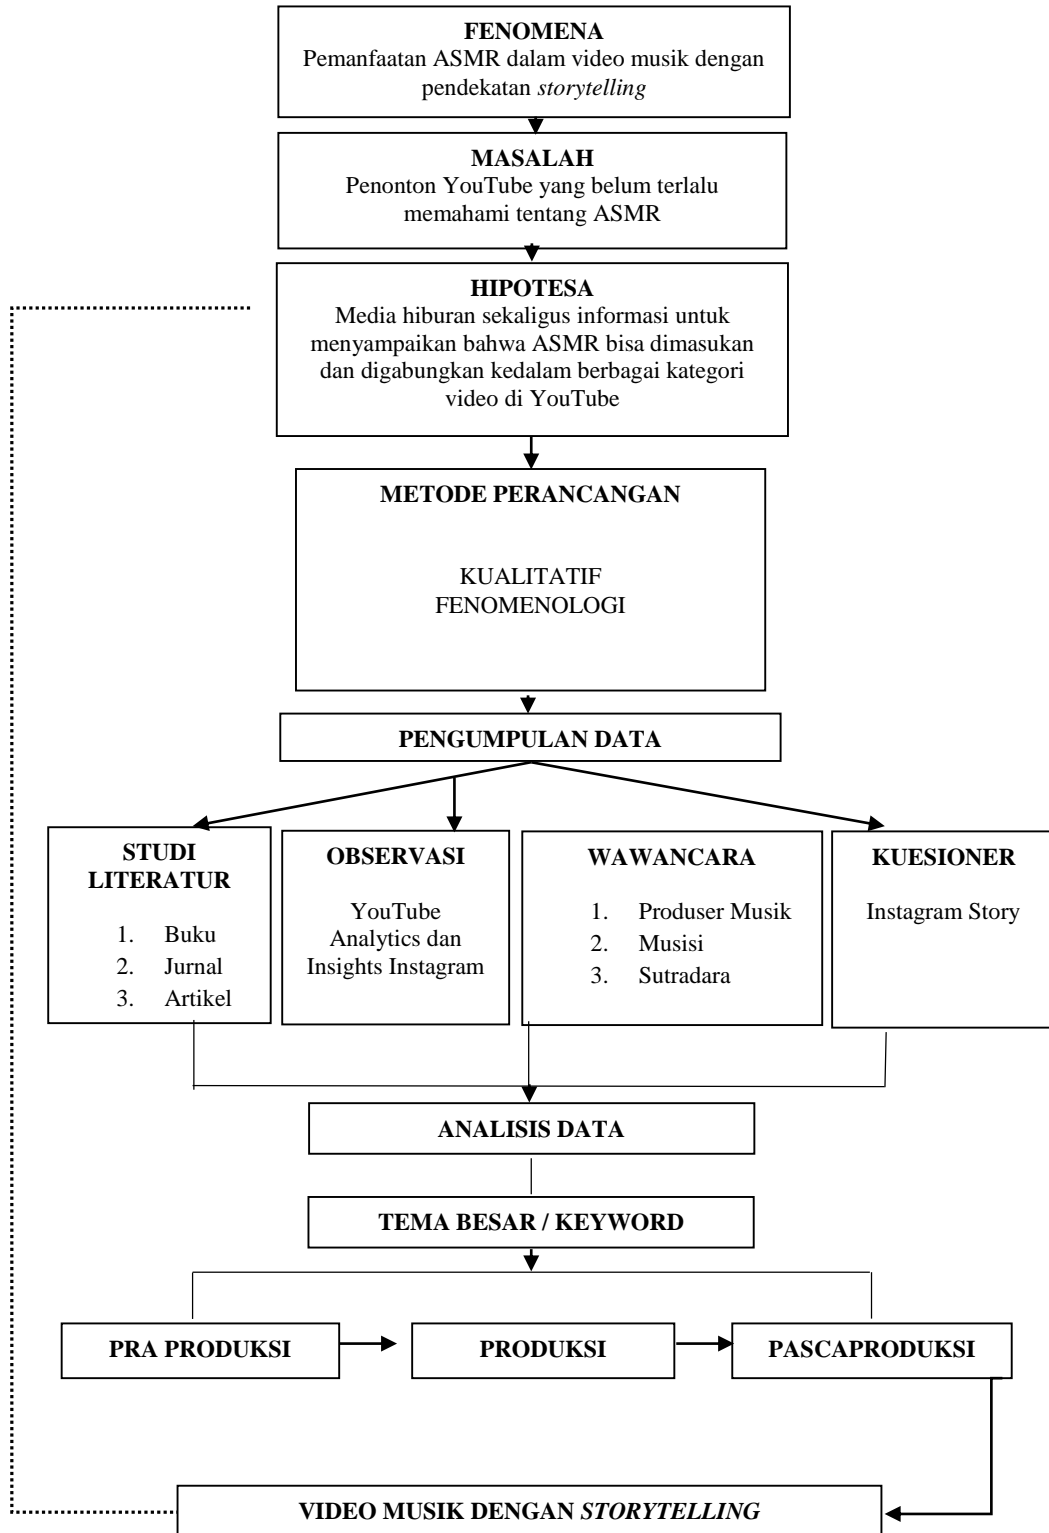 FENOMENA
Pemanfaatan ASMR dalam video musik dengan
pendekatan storytelling
MASALAH
Penonton YouTube yang belum terlalu
memahami tentang ASMR
HIPOTESA
Media hiburan sekaligus informasi untuk
menyampaikan bahwa ASMR bisa dimasukan
dan digabungkan kedalam berbagai kategori
video di YouTube
METODE PERANCANGAN
KUALITATIF
FENOMENOLOGI
PENGUMPULAN DATA
STUDI
LITERATUR
1. Buku
2. Jurnal
3. Artikel
OBSERVASI
YouTube
Analytics dan
Insights Instagram
WAWANCARA
1. Produser Musik
2. Musisi
3. Sutradara
KUESIONER
Instagram Story
ANALISIS DATA
TEMA BESAR / KEYWORD
PRA PRODUKSI
PRODUKSI
PASCAPRODUKSI
VIDEO MUSIK DENGAN STORYTELLING